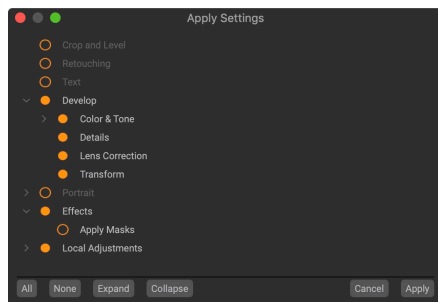 Apply Settings
Crop and Level
Retouching
Text
Develop
Color & Tone
Details
Lens Correction
Transform
Portrait
Effects
Apply Masks
Local Adjustments
All None Expand Collapse Cancel Apply